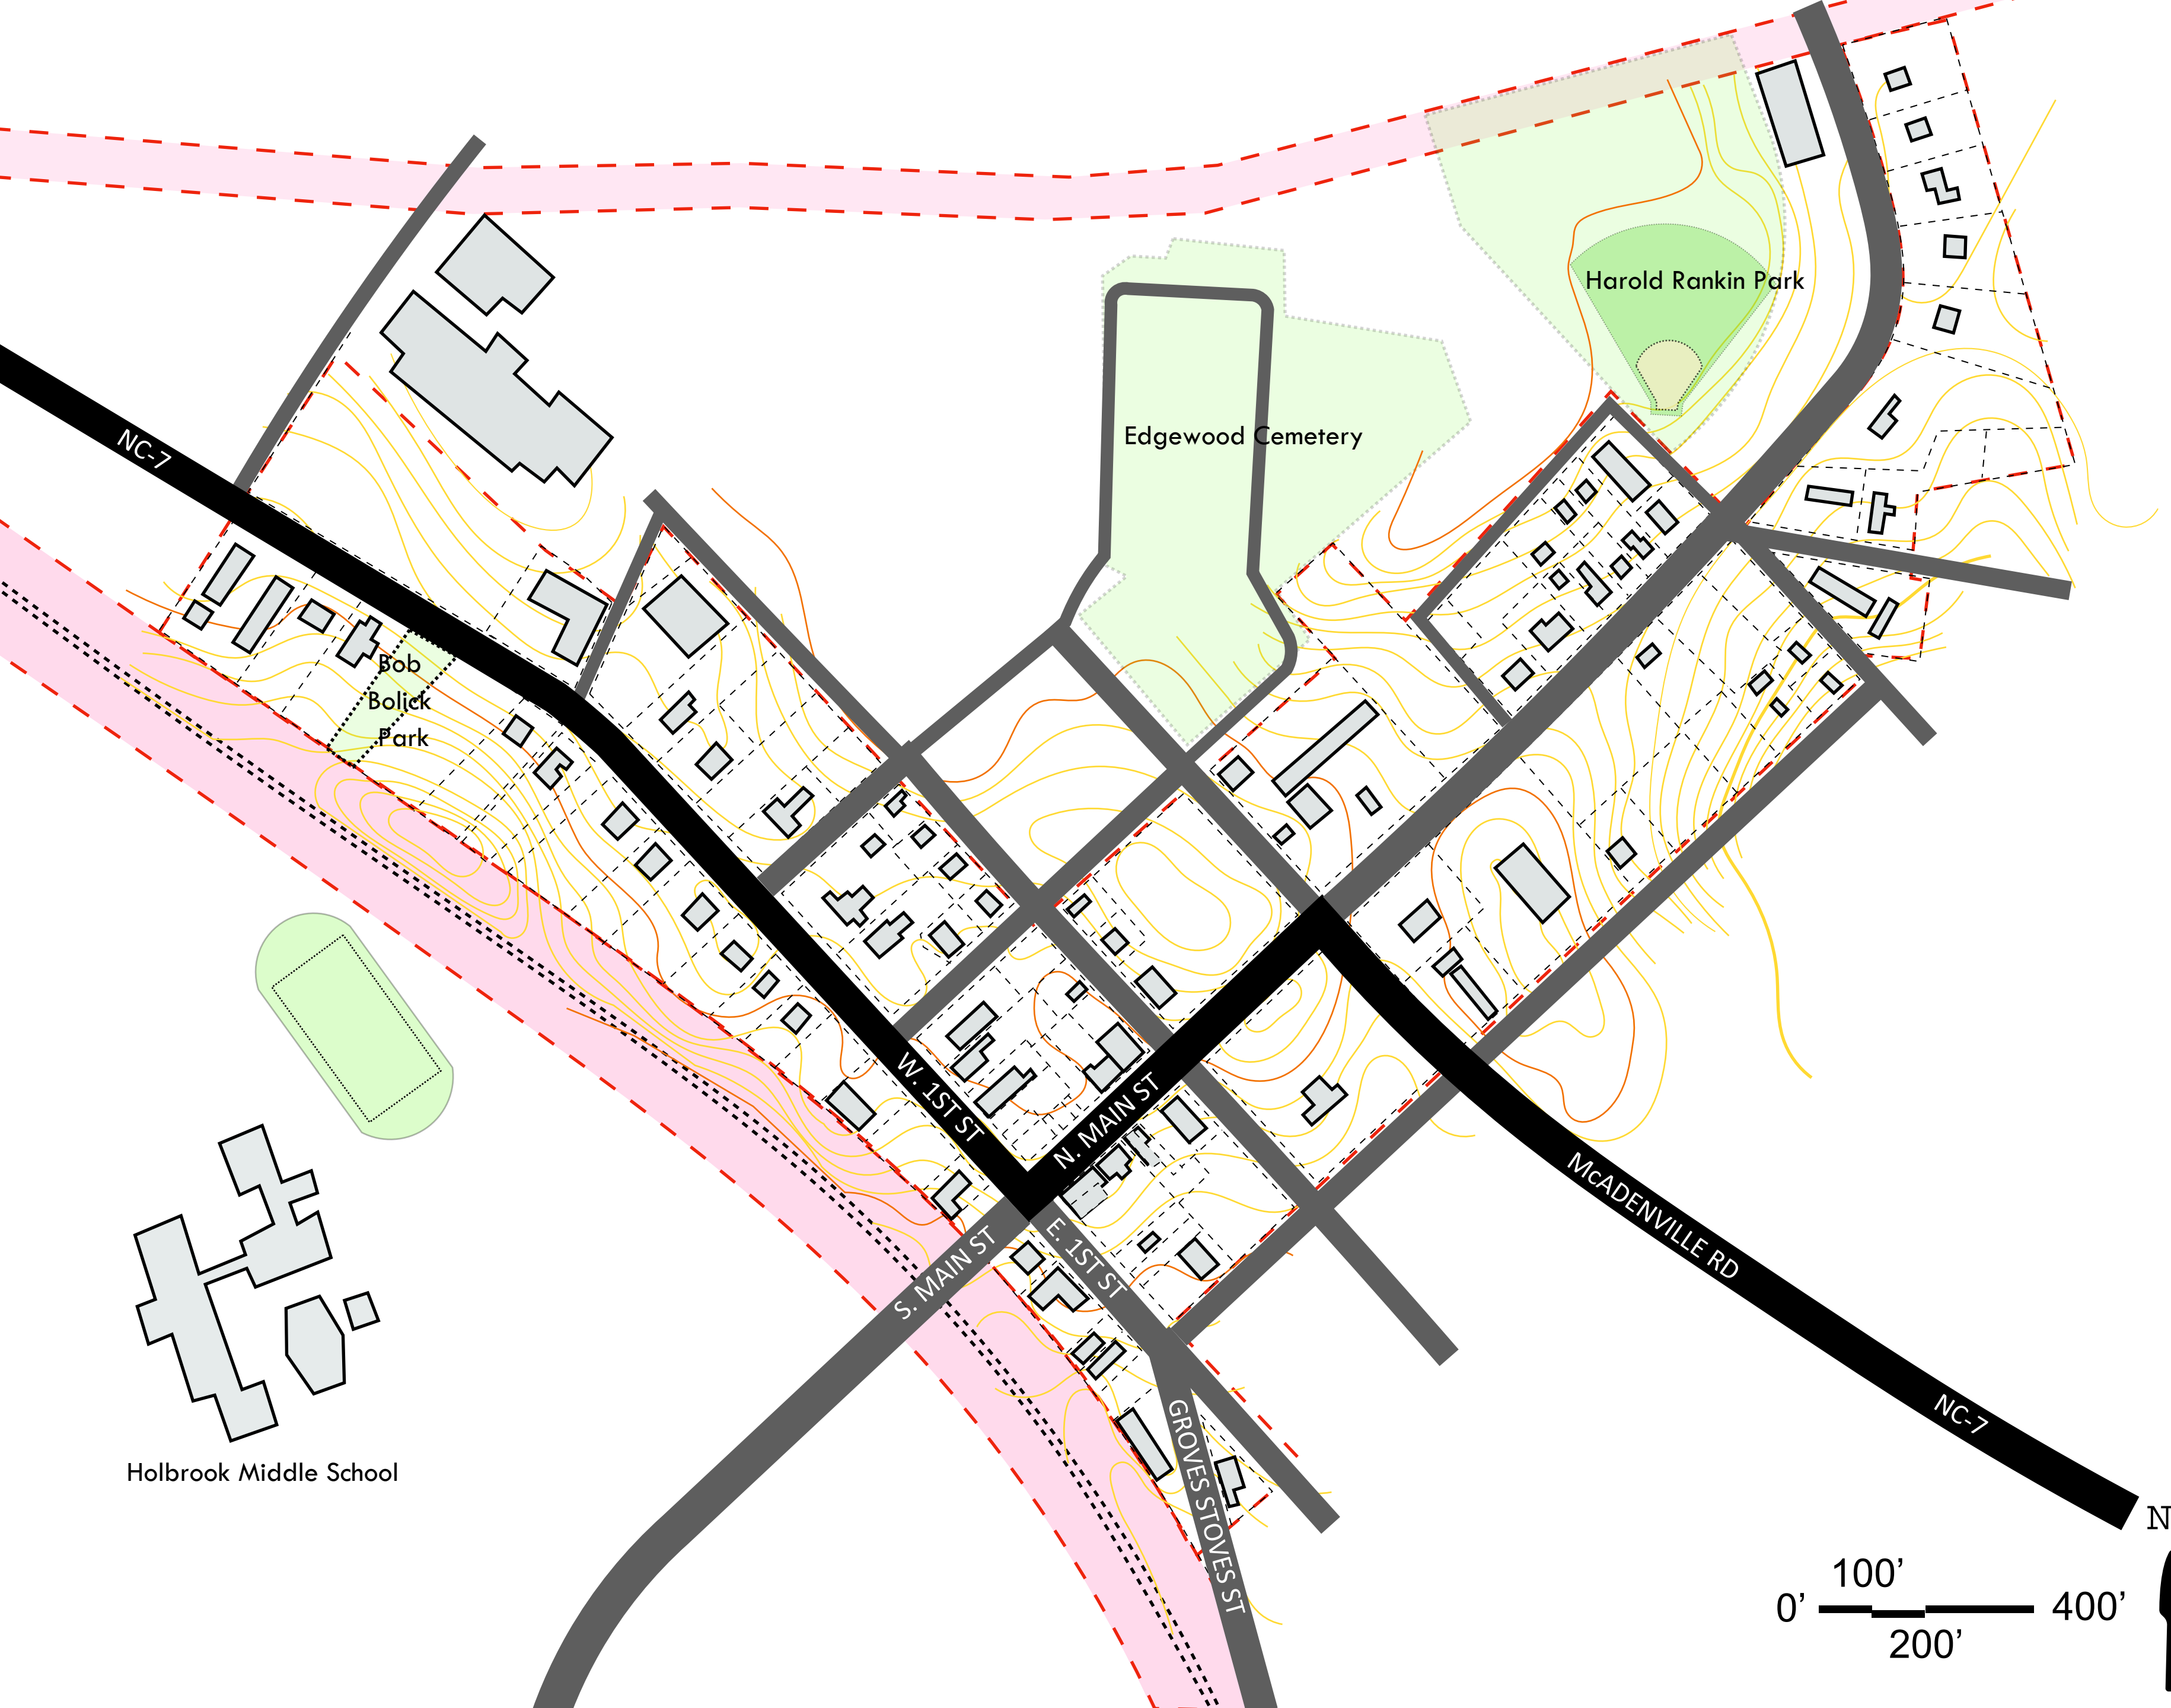 Harold Rankin Park
NC-7
Edgewood Cemetery
Bob
Bolick
Park
W. 1ST ST
N. MAIN ST
McADENVILLE RD
S. MAIN ST
E. 1ST ST
NC-7
GROVES STOVES ST
Holbrook Middle School
N
100’
0’
400’
200’